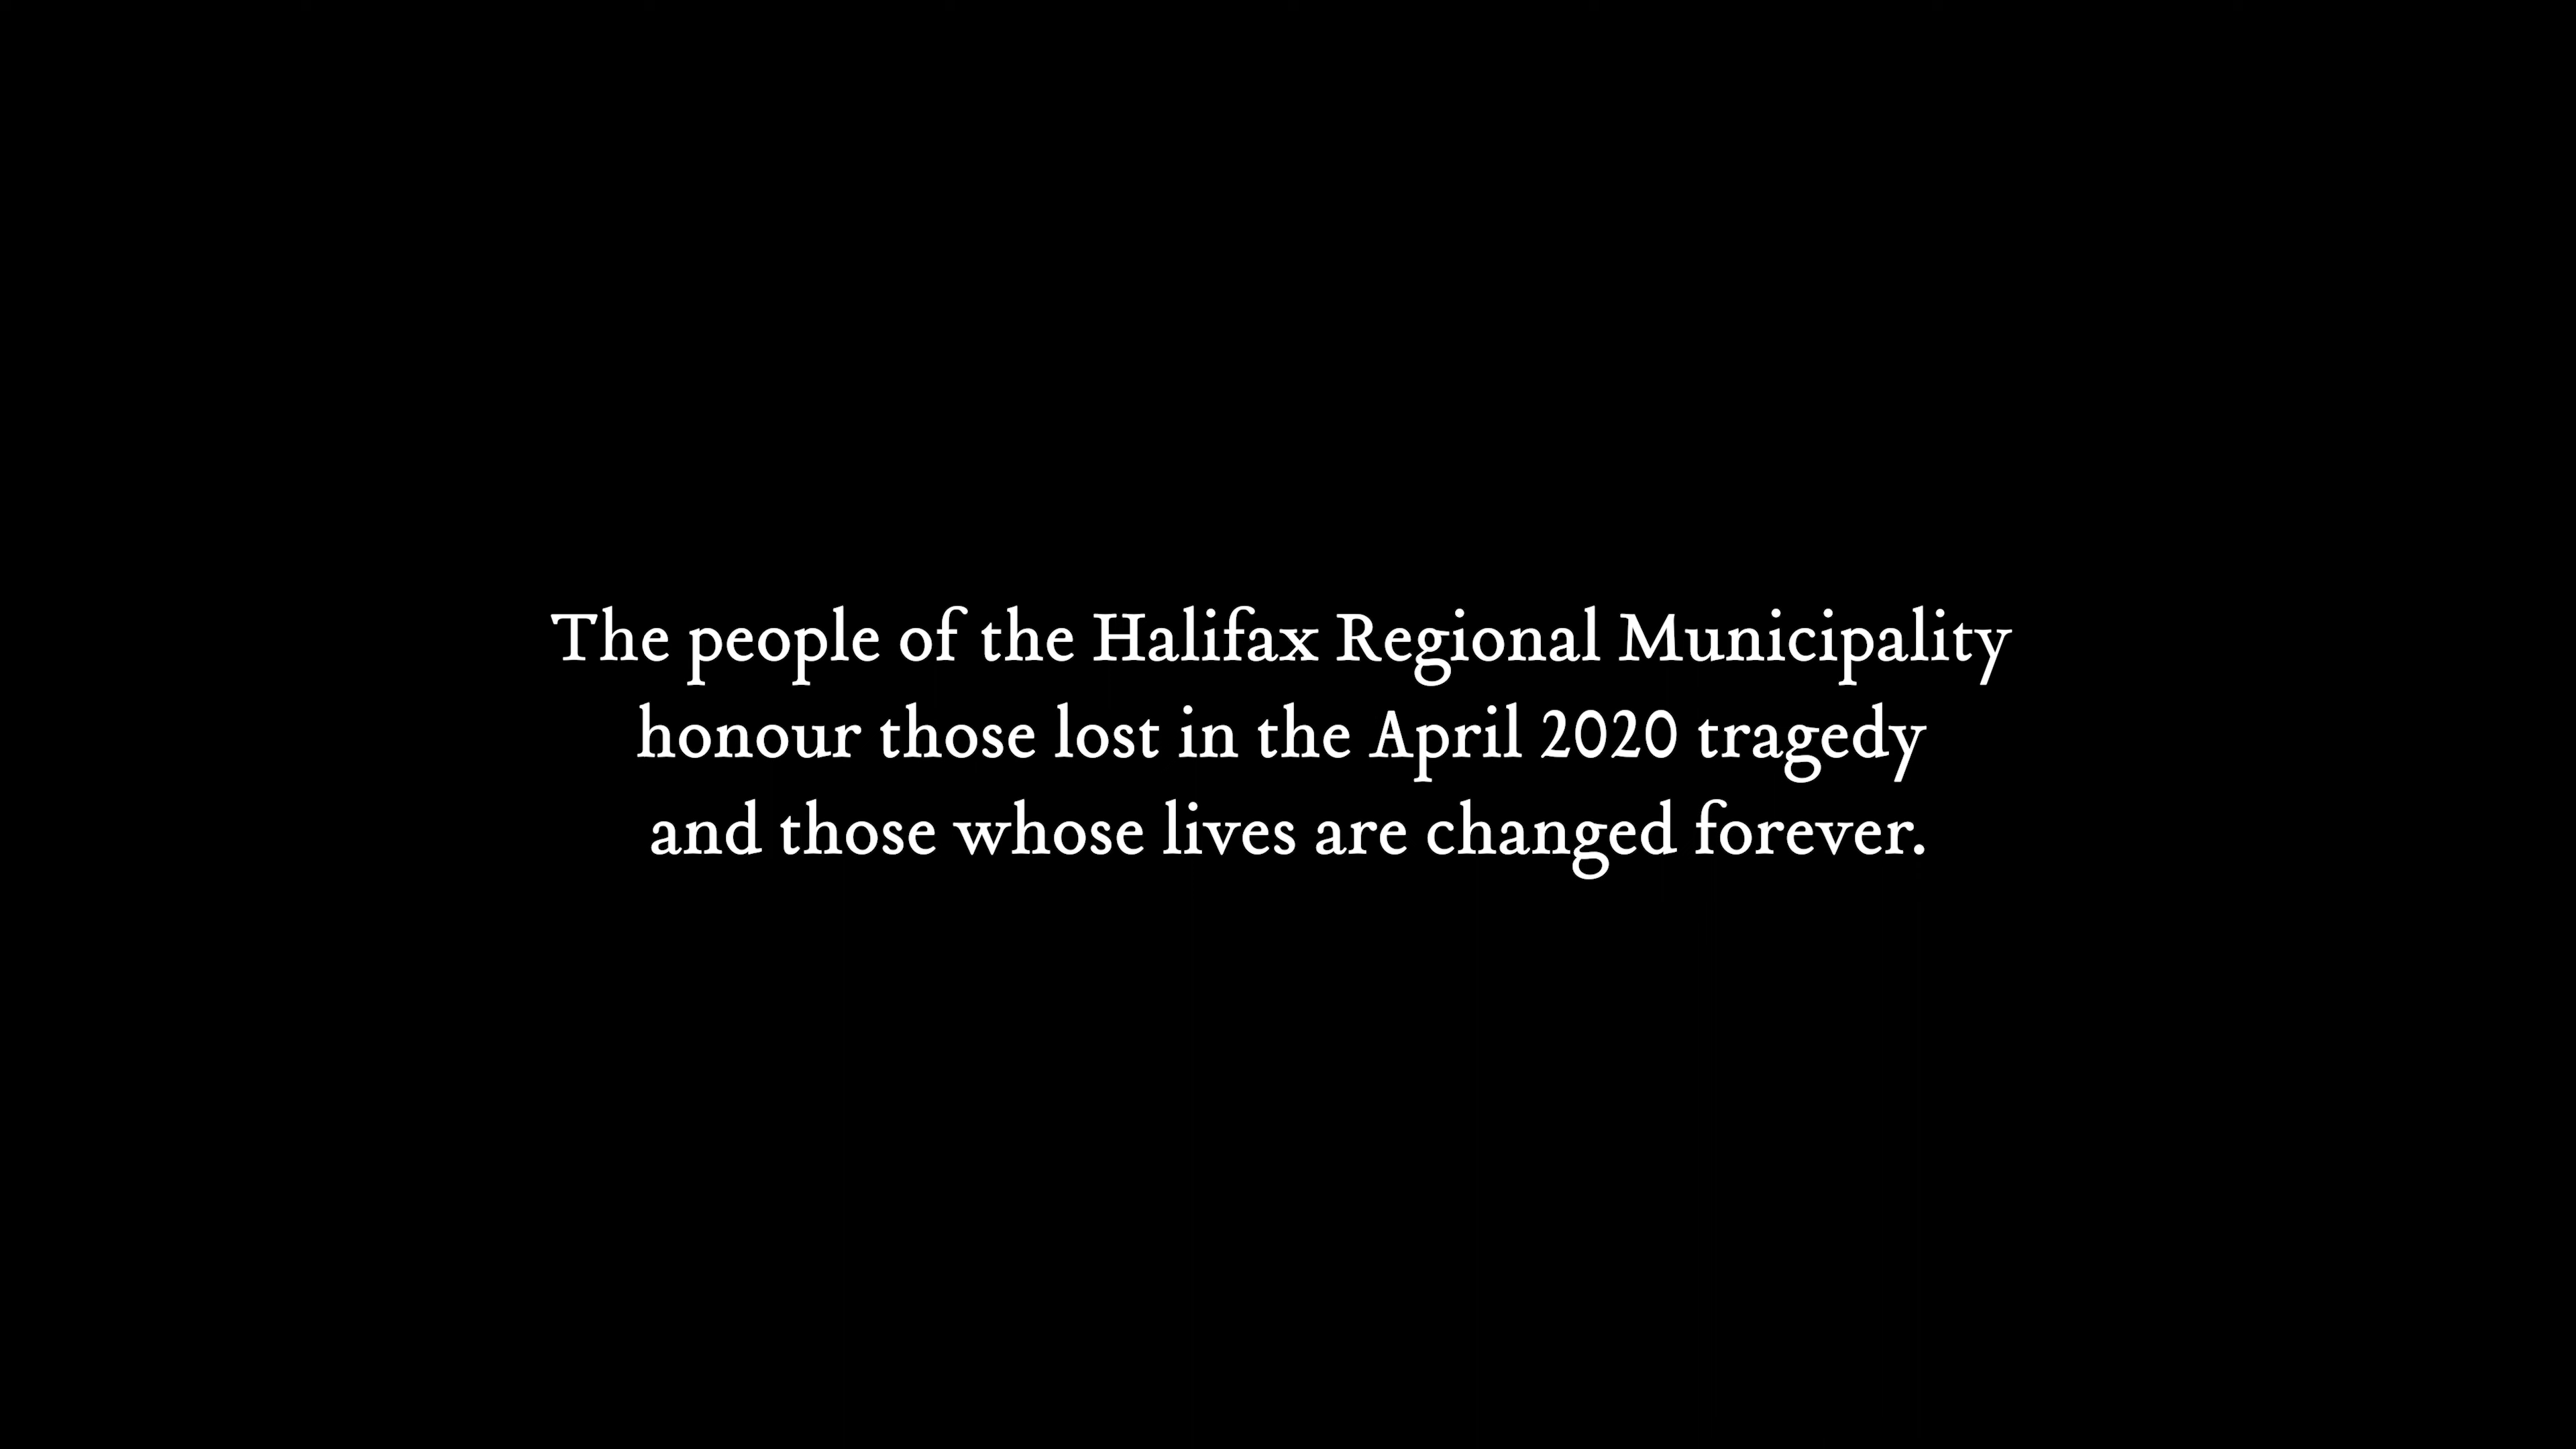 The people of the Halifax Regional Municipality
honour those lost in the April 2020 tragedy
and those whose lives are changed forever.